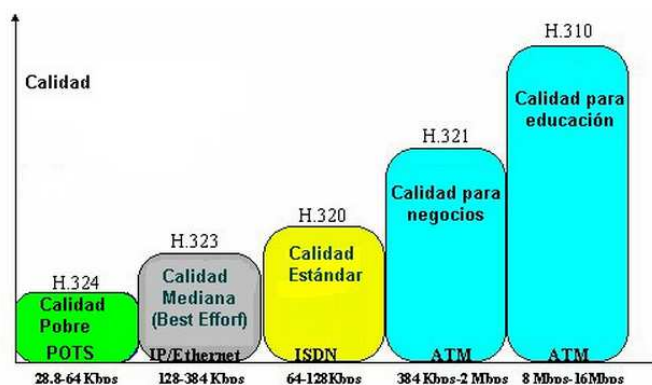 Calidad
H.324
Calidad
Pobre
POTS
28.8-64 Kbps
H.323
Calidad
Mediana
(Best Efforf)
IP/Ethernet
128-384 Kbps
H.320
Calidad
Estándar
ISDN
64-128Kbps
H.321
Calidad para
negocios
ATM
384 Kbps-2 Mbps
H.310
Calidad para
educación
ATM
8 Mbps-16Mbps